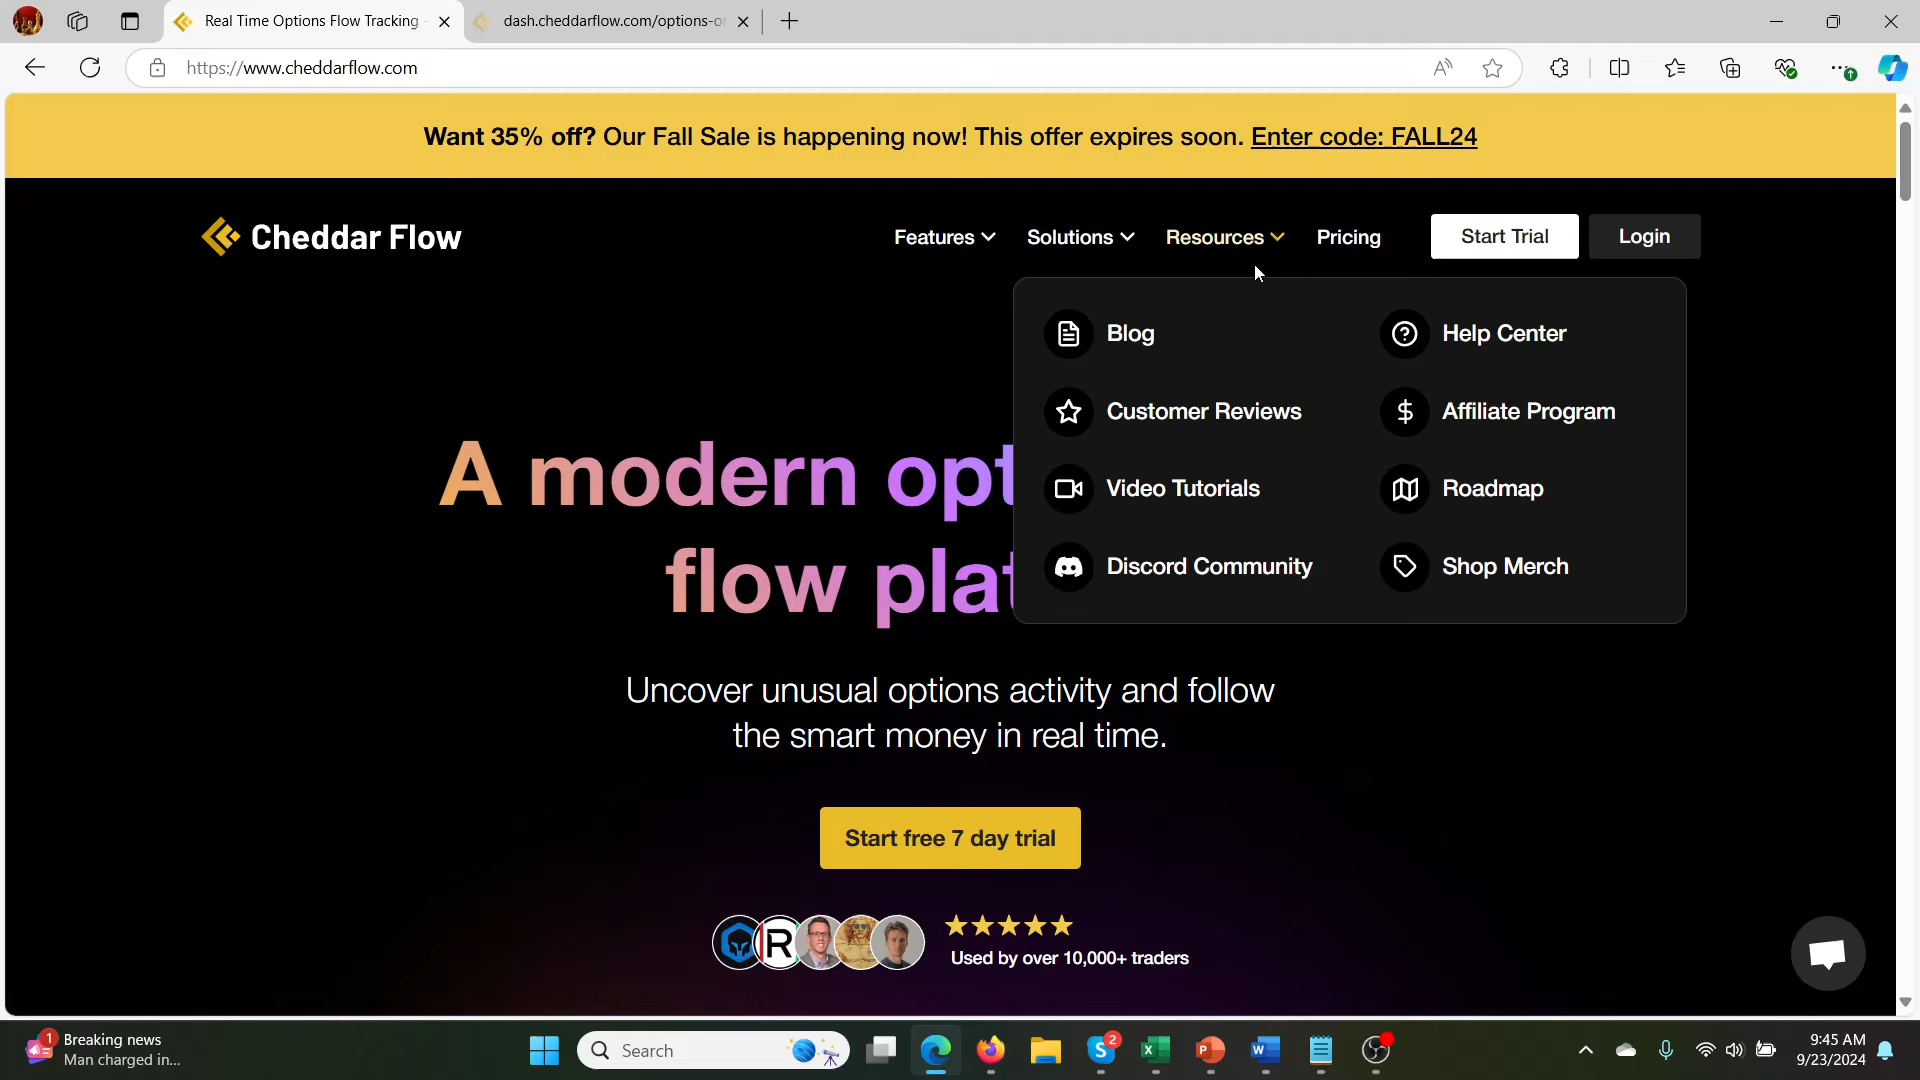 Real Time Options Flow Tracking
dash.cheddarflow.com/options-or
https://www.cheddarflow.com
Want 35% off? Our Fall Sale is happening now! This offer expires soon. Enter code: FALL24
Cheddar Flow
Features
Solutions
Resources
Pricing
Start Trial
Login
Blog
Help Center
Customer Reviews
Affiliate Program
Video Tutorials
Roadmap
Discord Community
Shop Merch
A modern opt
flow plat
Uncover unusual options activity and follow
the smart money in real time.
Start free 7 day trial
R
Used by over 10,000+ traders
1
Breaking news
Man charged in...
Search
2
9:45 AM
9/23/2024